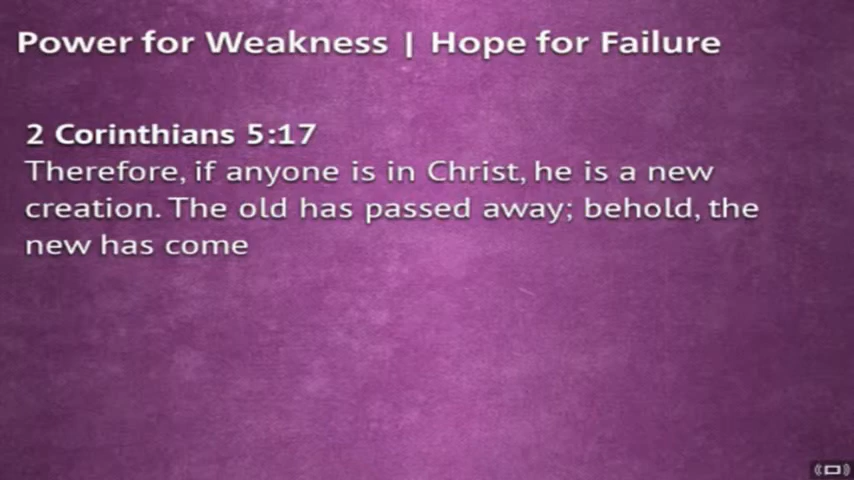 Power for Weakness | Hope for Failure
2 Corinthians 5:17
Therefore, if anyone is in Christ, he is a new
creation. The old has passed away; behold, the
new has come